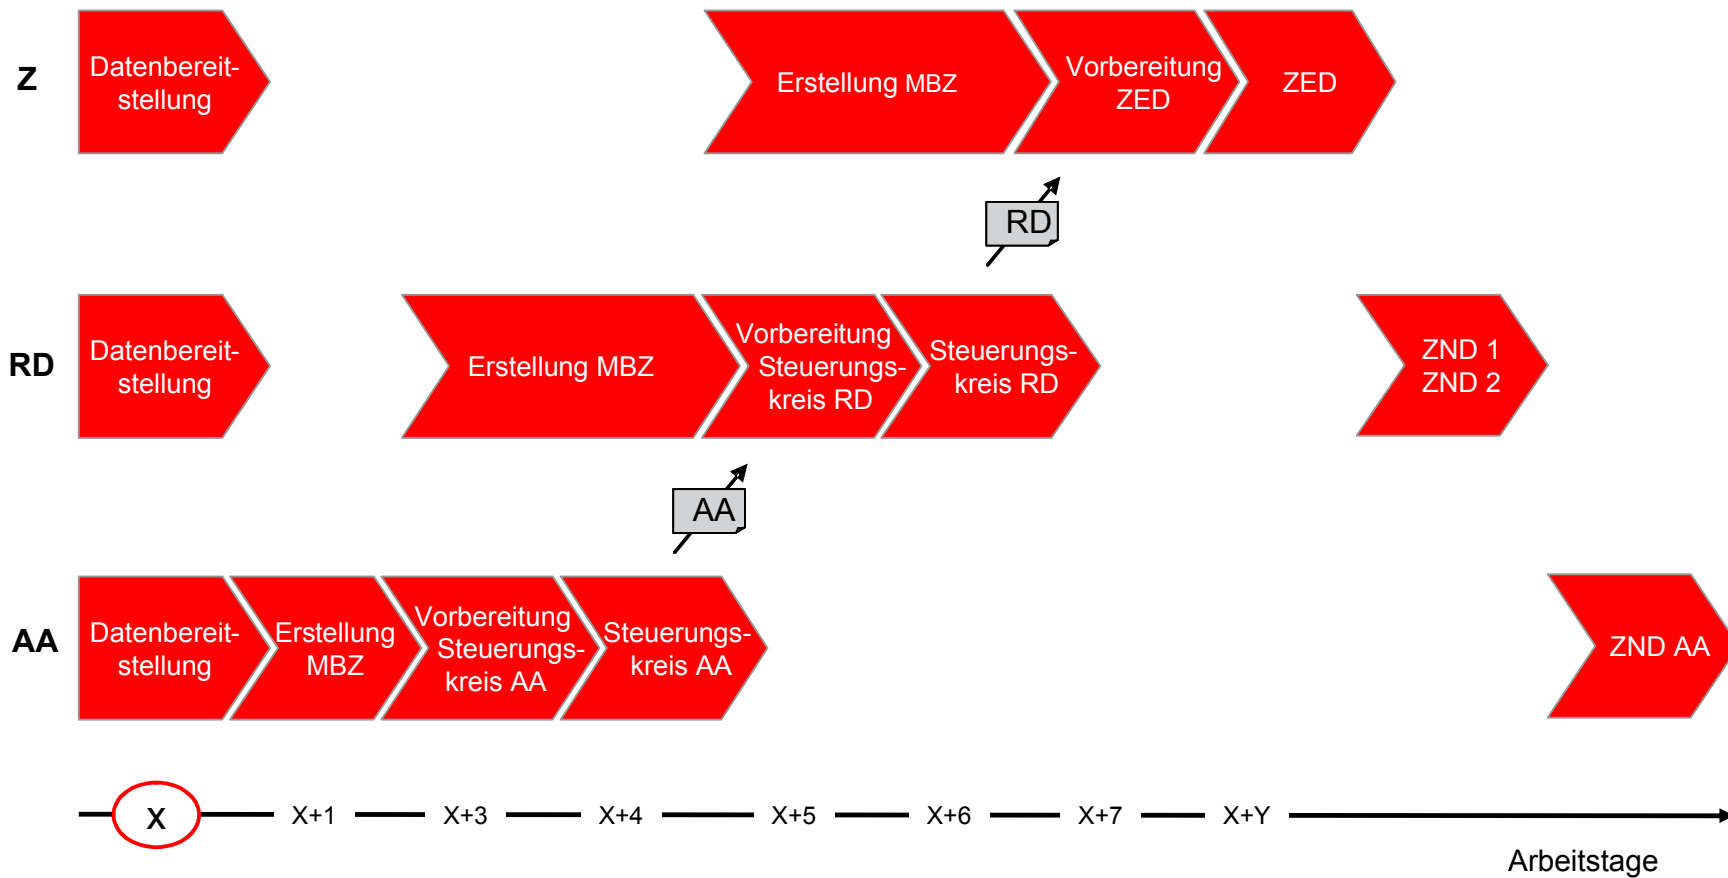 Z
Datenbereit-
stellung
Erstellung MBZ
Vorbereitung
ZED
ZED
RD
RD
Datenbereit-
stellung
Erstellung MBZ
Vorbereitung
Steuerungs-
kreis RD
Steuerungs-
kreis RD
ZND 1
ZND 2
AA
AA
Datenbereit-
stellung
Erstellung
MBZ
Vorbereitung
Steuerungs-
kreis AA
Steuerungs-
kreis AA
ZND AA
X
X+1
X+3
X+4
X+5
X+6
X+7
X+Y
Arbeitstage